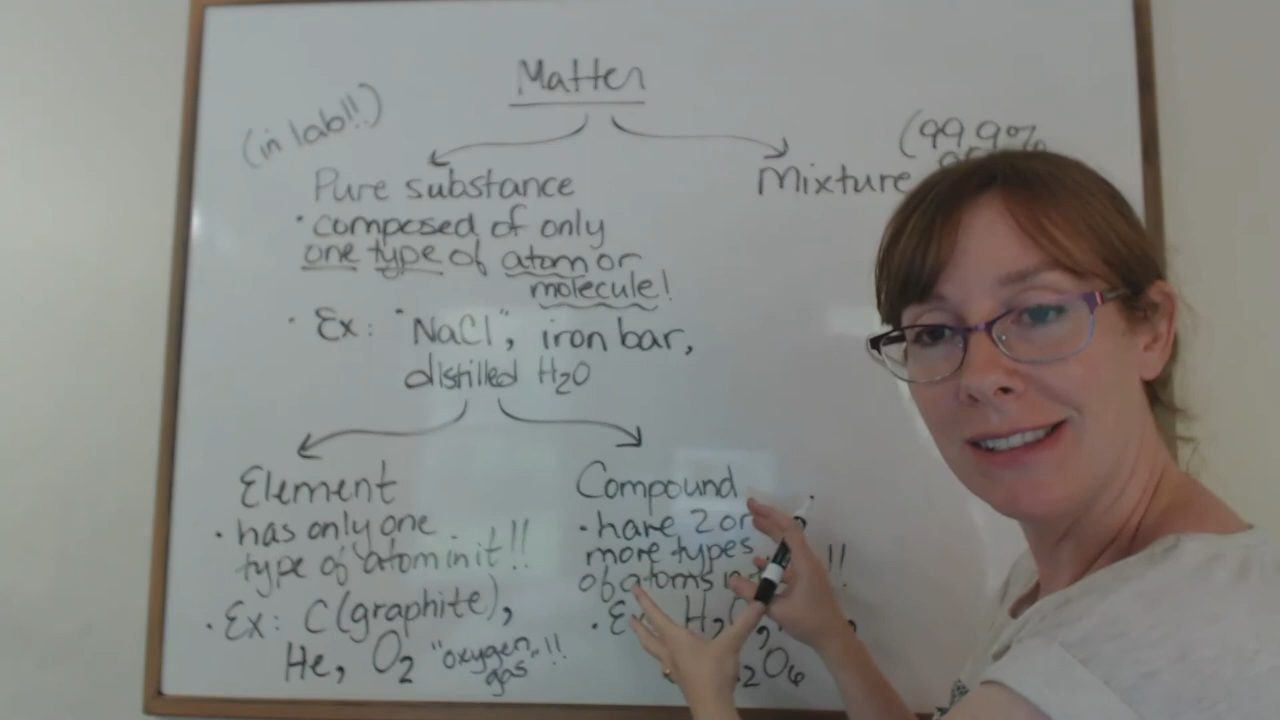 Matter
(in lab!!)
(99.9%
Pure substance
Mixture
• composed of only
one type of atom or
molecule!
• Ex: "NaCl", iron bar,
distilled H₂O
Element
Compound
• has only one
type of atom in it!!
• have 2 or
more types
of atoms in !!
• Ex: C(graphite),
He, O₂ "oxygen gas"!!
• Ex H₂O,
₂O₆